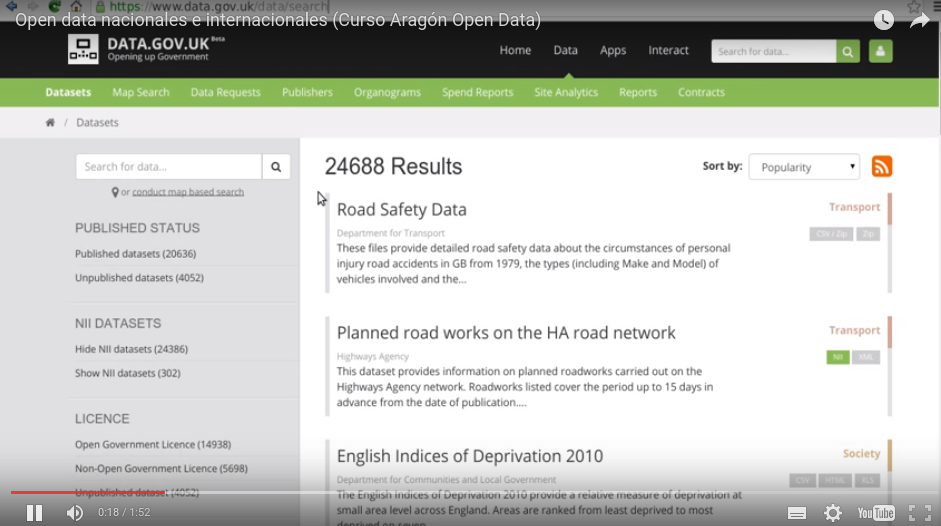 https://www.data.gov.uk/data/search
Open data nacionales e internacionales (Curso Aragón Open Data)
DATA.GOV.UK Beta
Opening up Government
Home Data Apps Interact
Search for data...
Datasets Map Search Data Requests Publishers Organograms Spend Reports Site Analytics Reports Contracts
/ Datasets
Search for data...
or conduct map based search
PUBLISHED STATUS
Published datasets (20636)
Unpublished datasets (4052)
NII DATASETS
Hide NII datasets (24386)
Show NII datasets (302)
LICENCE
Open Government Licence (14938)
Non-Open Government Licence (5698)
Unpublished dataset (4052)
24688 Results
Sort by: Popularity
Road Safety Data
Transport
Department for Transport
CSV / Zip Zip
These files provide detailed road safety data about the circumstances of personal
injury road accidents in GB from 1979, the types (including Make and Model) of
vehicles involved and the...
Planned road works on the HA road network
Transport
Highways Agency
NII XML
This dataset provides information on planned roadworks carried out on the
Highways Agency network. Roadworks listed cover the period up to 15 days in
advance from the date of publication....
English Indices of Deprivation 2010
Society
Department for Communities and Local Government
CSV HTML XLS
The English Indices of Deprivation 2010 provide a relative measure of deprivation at
small area level across England. Areas are ranked from least deprived to most
deprived on seven
0:18 / 1:52
YouTube